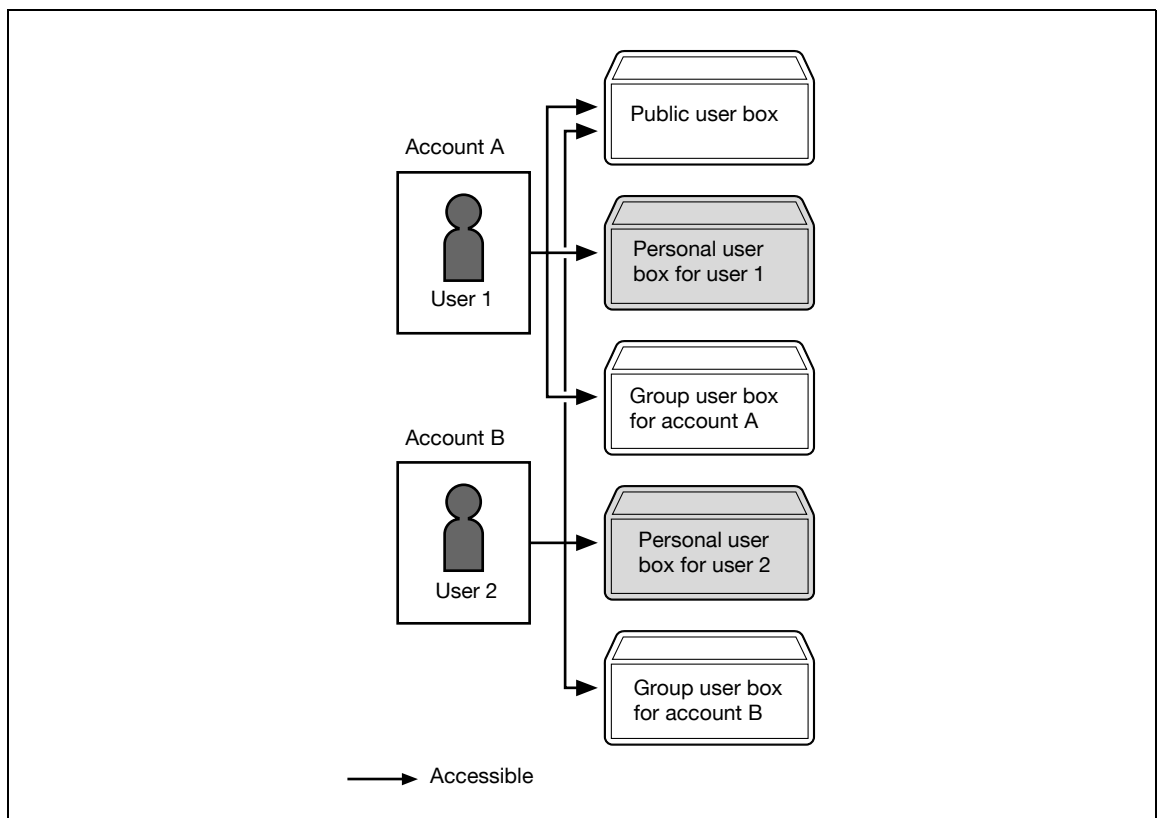 Public user box
Account A
User 1
Personal user
box for user 1
Group user box
for account A
Account B
User 2
Personal user
box for user 2
Group user box
for account B
Accessible